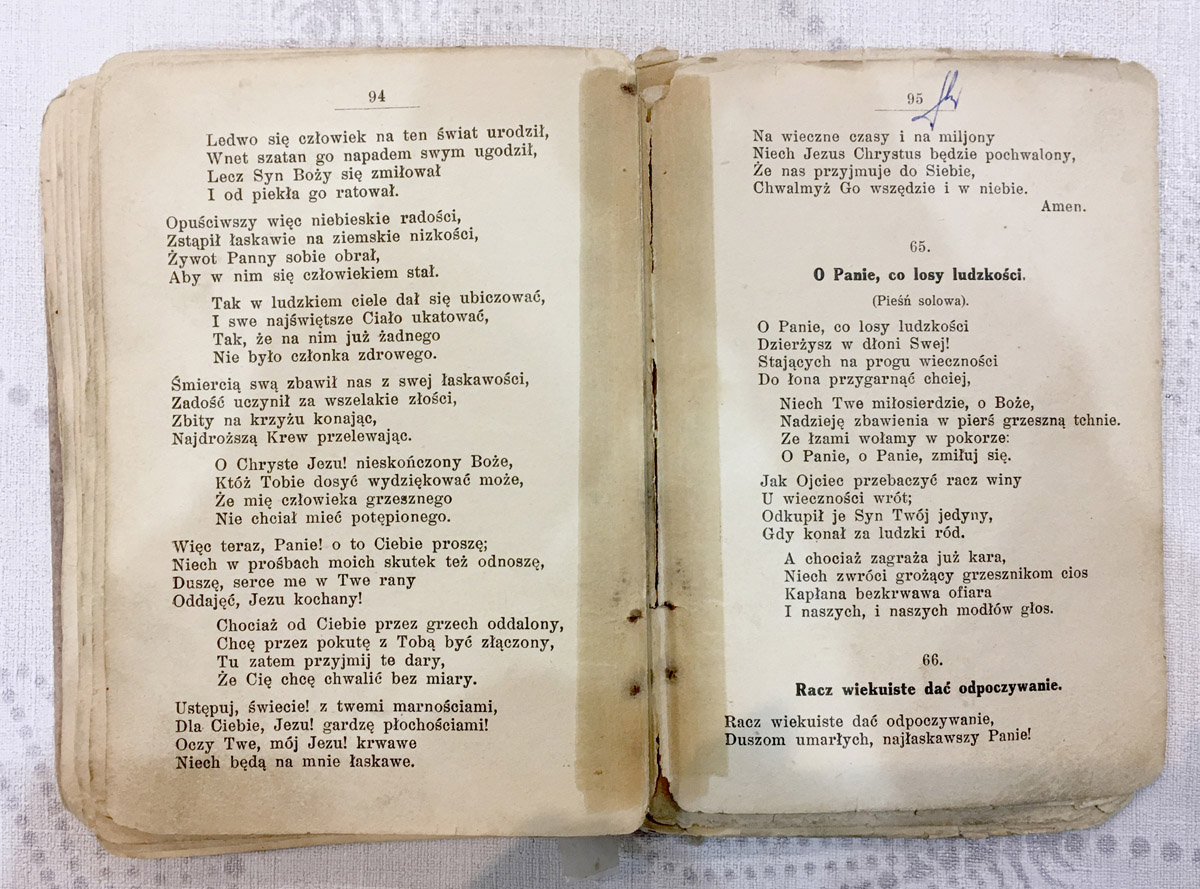 94
Ledwo się człowiek na ten świat urodził,
Wnet szatan go napadem swym ugodził,
Lecz Syn Boży się zmiłował
I od piekła go ratował.
Opuściwszy więc niebieskie radości,
Zstąpił łaskawie na ziemskie nizkości,
Żywot Panny sobie obrał,
Aby w nim się człowiekiem stał.
Tak w ludzkiem ciele dał się ubiczować,
I swe najświętsze Ciało ukatować,
Tak, że na nim już żadnego
Nie było członka zdrowego.
Śmiercią swą zbawił nas z swej łaskawości,
Zadość uczynił za wszelakie złości,
Zbity na krzyżu konając,
Najdroższą Krew przelewając.
O Chryste Jezu! nieskończony Boże,
Któż Tobie dosyć wydziękować może,
Że mię człowieka grzesznego
Nie chciał mieć potępionego.
Więc teraz, Panie! o to Ciebie proszę;
Niech w prośbach moich skutek też odnoszę,
Duszę, serce me w Twe rany
Oddajęć, Jezu kochany!
Chociaż od Ciebie przez grzech oddalony,
Chcę przez pokutę z Tobą być złączony,
Tu zatem przyjmij te dary,
Że Cię chcę chwalić bez miary.
Ustępuj, świecie! z twemi marnościami,
Dla Ciebie, Jezu! gardzę płochościami!
Oczy Twe, mój Jezu! krwawe
Niech będą na mnie łaskawe.
95
Na wieczne czasy i na miljony
Niech Jezus Chrystus będzie pochwalony,
Że nas przyjmuje do Siebie,
Chwalmyż Go wszędzie i w niebie.
Amen.
65.
O Panie, co losy ludzkości.
(Pieśń solowa).
O Panie, co losy ludzkości
Dzierżysz w dłoni Swej!
Stających na progu wieczności
Do łona przygarnąć chciej,
Niech Twe miłosierdzie, o Boże,
Nadzieję zbawienia w pierś grzeszną tchnie.
Ze łzami wołamy w pokorze:
O Panie, o Panie, zmiłuj się.
Jak Ojciec przebaczyć racz winy
U wieczności wrót;
Odkupił je Syn Twój jedyny,
Gdy konał za ludzki ród.
A chociaż zagraża już kara,
Niech zwróci grożący grzesznikom cios
Kapłana bezkrwawa ofiara
I naszych, i naszych modłów głos.
66.
Racz wiekuiste dać odpoczywanie.
Racz wiekuiste dać odpoczywanie,
Duszom umarłych, najłaskawszy Panie!